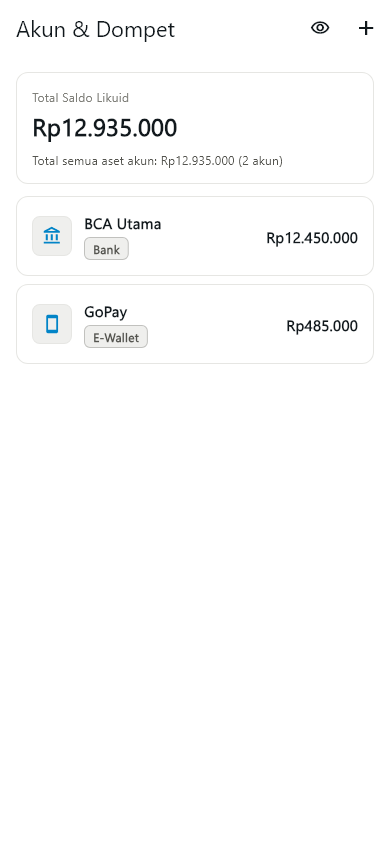 Akun & Dompet
Total Saldo Likuid
Rp12.935.000
Total semua aset akun: Rp12.935.000 (2 akun)
BCA Utama
Bank
Rp12.450.000
GoPay
E-Wallet
Rp485.000